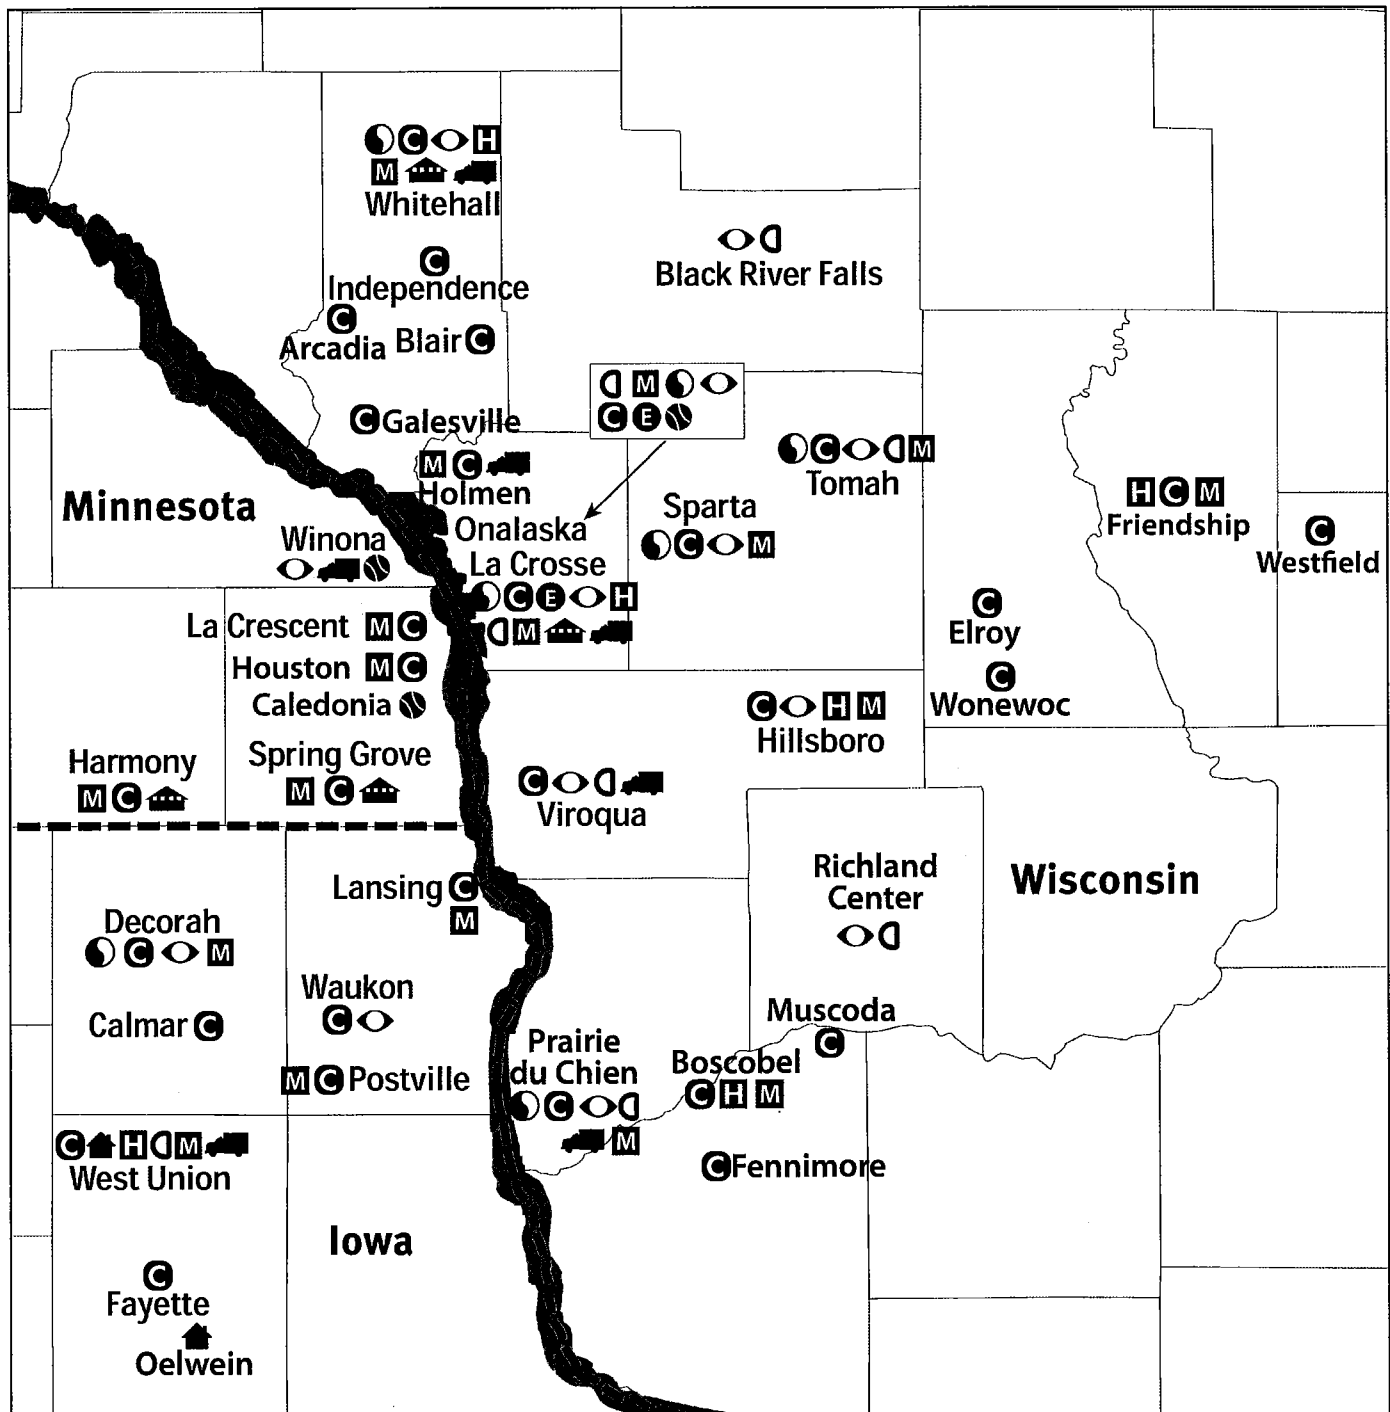 C H
M
Whitehall
C
Independence
C
Arcadia
Blair C
Black River Falls
M
C E
C Galesville
M C
Holmen
Onalaska
C M
Tomah
Sparta
C M
H C M
Friendship
C
Westfield
Minnesota
Winona
La Crosse
C E H
M
La Crescent M C
Houston M C
Caledonia
Spring Grove
M C
Harmony
M C
C
Elroy
C
Wonewoc
C H M
Hillsboro
C
Viroqua
Richland
Center
Wisconsin
Lansing C
M
Decorah
C M
Calmar C
Waukon
C
M C Postville
Prairie
du Chien
C
M
Muscoda
C
Boscobel
C H M
C Fennimore
C H M
West Union
Iowa
C
Fayette
Oelwein